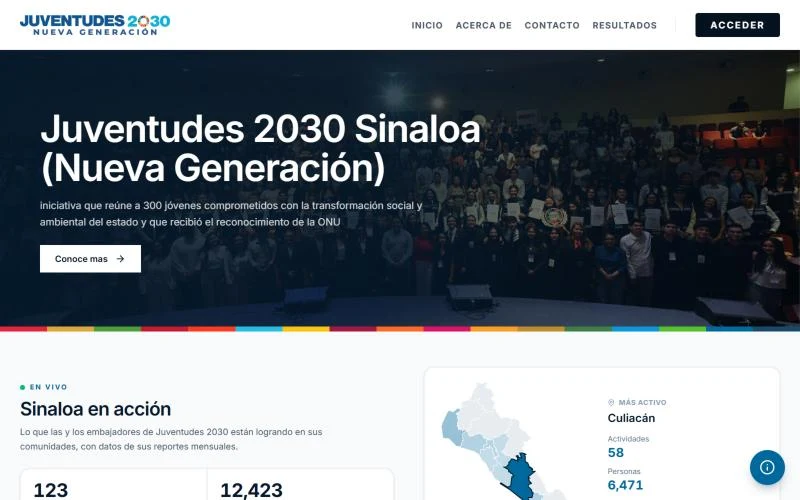 JUVENTUDES 2030
NUEVA GENERACIÓN
INICIO ACERCA DE CONTACTO RESULTADOS ACCEDER
Juventudes 2030 Sinaloa
(Nueva Generación)
iniciativa que reúne a 300 jóvenes comprometidos con la transformación social y
ambiental del estado y que recibió el reconocimiento de la ONU
Conoce mas
EN VIVO
Sinaloa en acción
Lo que las y los embajadores de Juventudes 2030 están logrando en sus
comunidades, con datos de sus reportes mensuales.
123
12,423
MÁS ACTIVO
Culiacán
Actividades
58
Personas
6,471